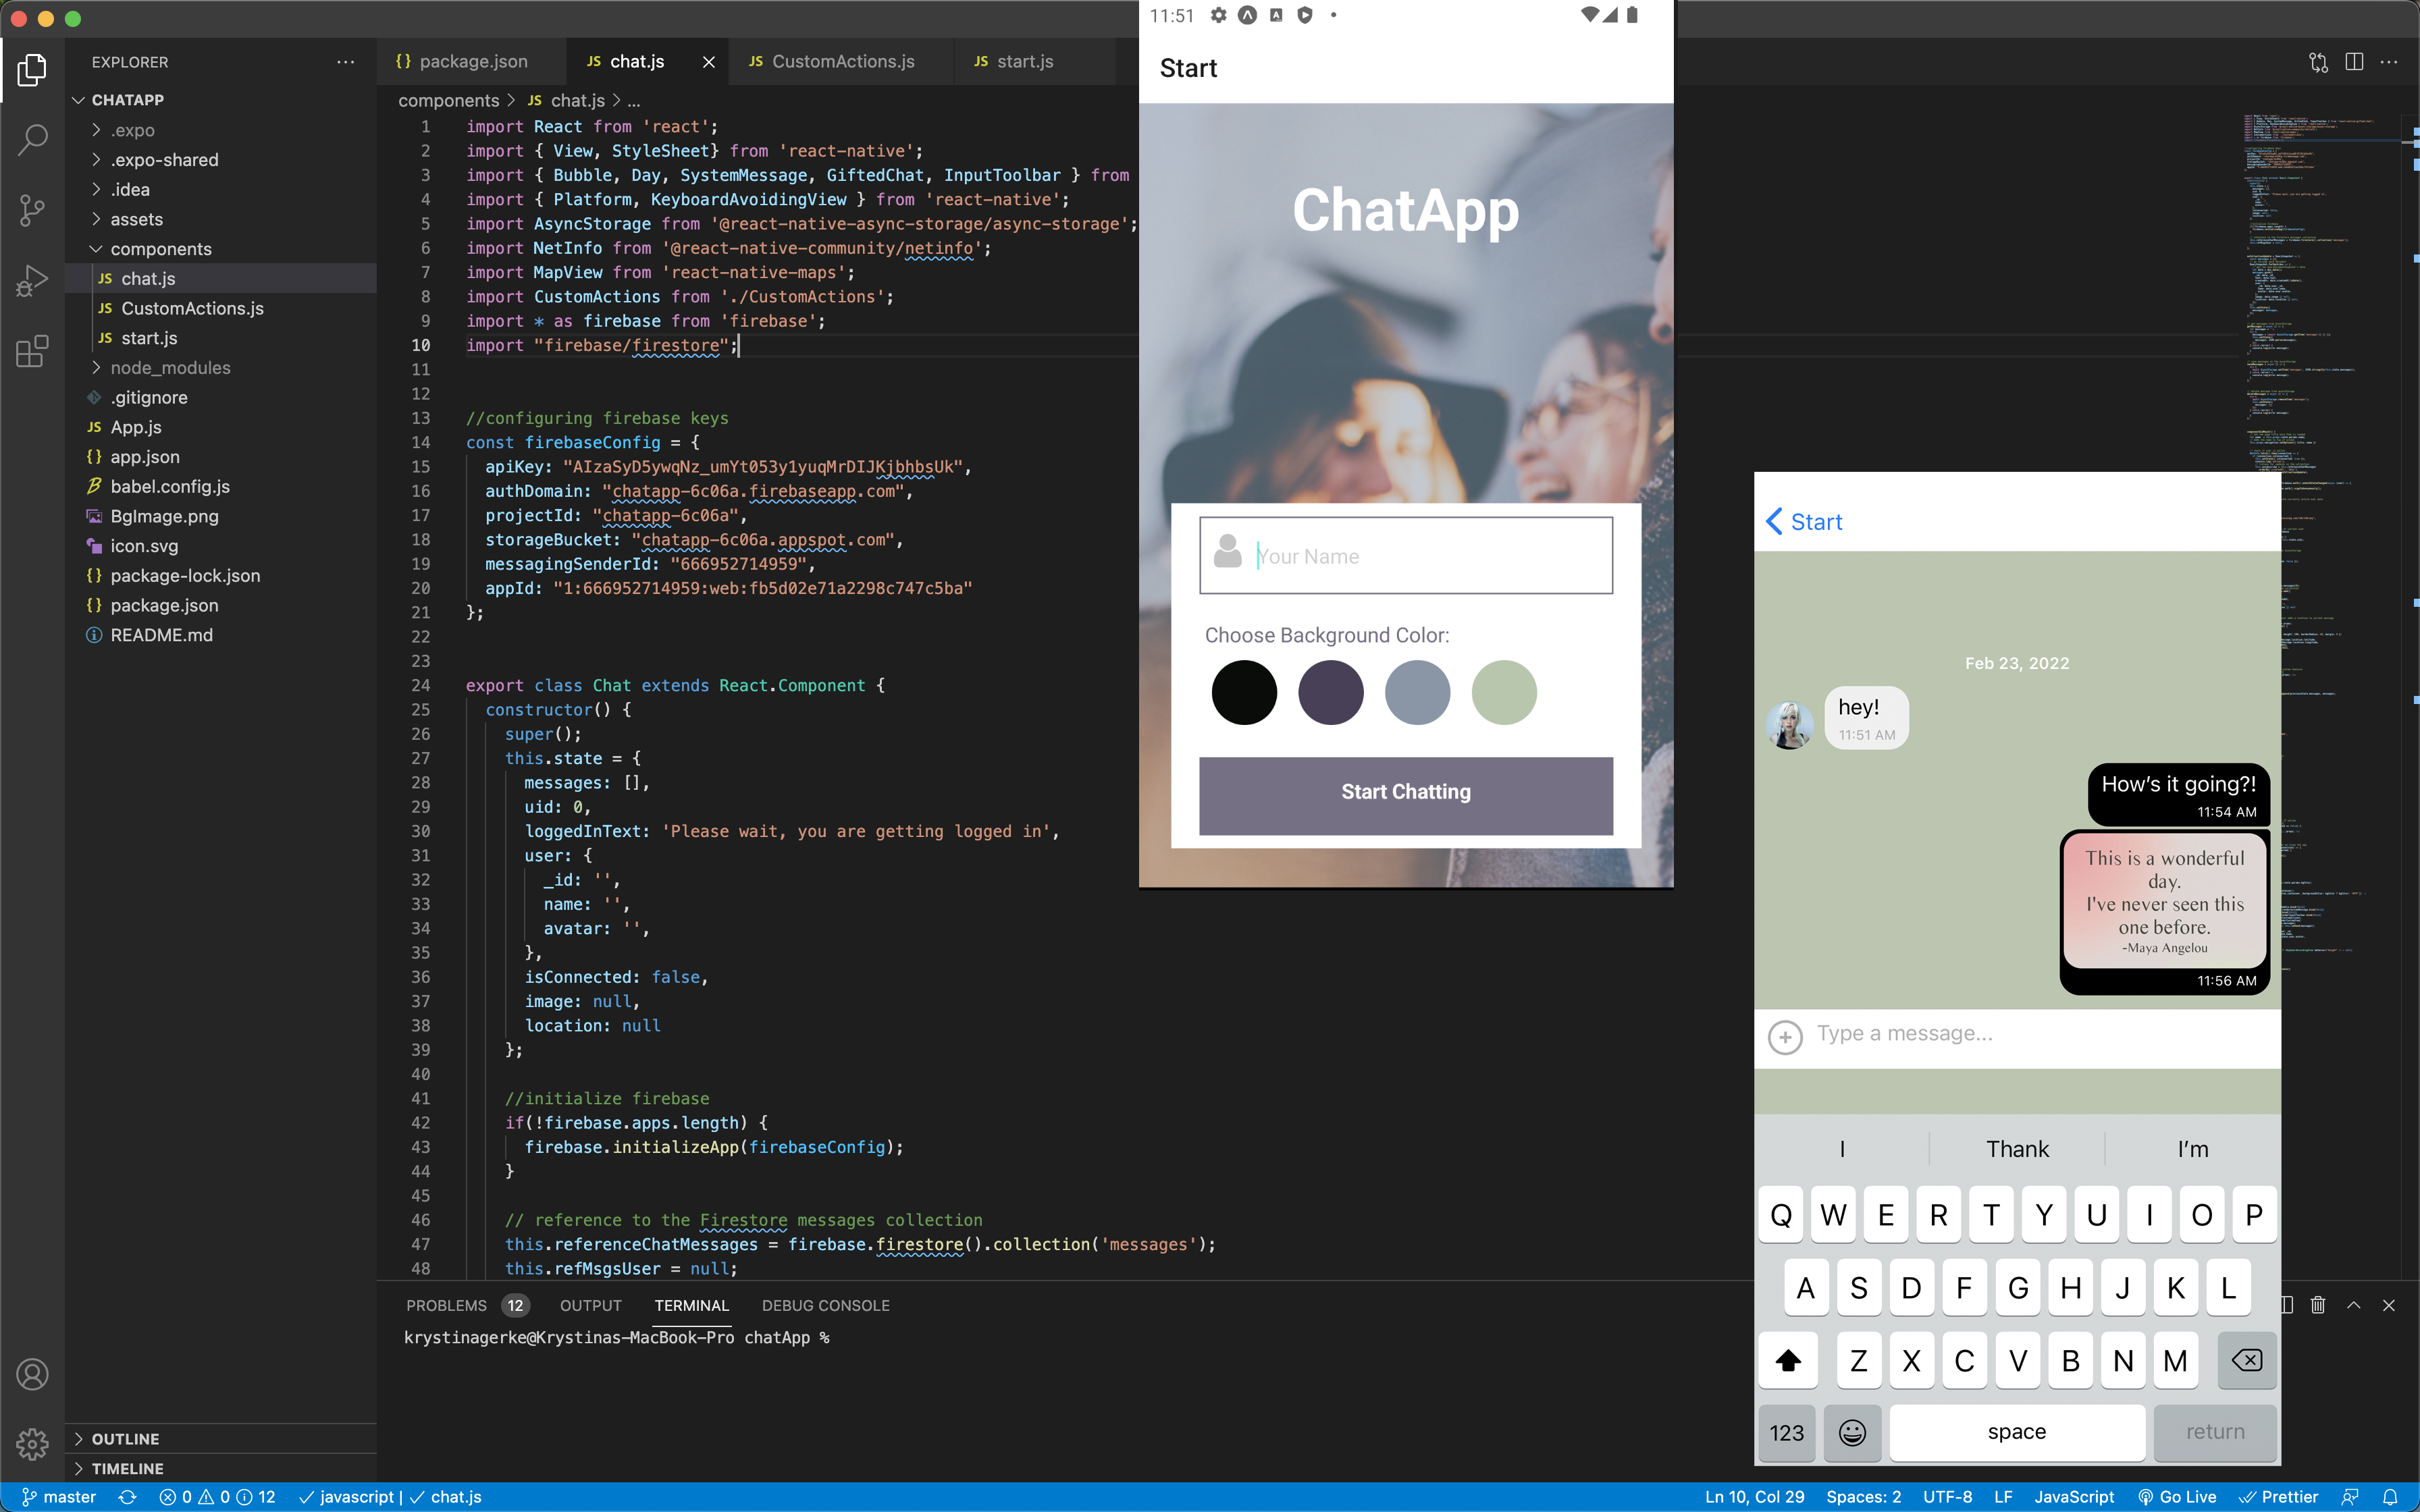 EXPLORER
CHATAPP
.expo
.expo-shared
.idea
assets
components
JS chat.js
JS CustomActions.js
JS start.js
node_modules
.gitignore
JS App.js
{} app.json
babel.config.js
BgImage.png
icon.svg
{} package-lock.json
{} package.json
README.md
OUTLINE
TIMELINE
{} package.json
JS chat.js
JS CustomActions.js
JS start.js
components > JS chat.js > ...
1 import React from 'react';
2 import { View, StyleSheet} from 'react-native';
3 import { Bubble, Day, SystemMessage, GiftedChat, InputToolbar } from
4 import { Platform, KeyboardAvoidingView } from 'react-native';
5 import AsyncStorage from '@react-native-async-storage/async-storage';
6 import NetInfo from '@react-native-community/netinfo';
7 import MapView from 'react-native-maps';
8 import CustomActions from './CustomActions';
9 import * as firebase from 'firebase';
10 import "firebase/firestore";
11
12
13 //configuring firebase keys
14 const firebaseConfig = {
15 apiKey: "AIzaSyD5ywqNz_umYt053y1yuqMrDIJKjbhbsUk",
16 authDomain: "chatapp-6c06a.firebaseapp.com",
17 projectId: "chatapp-6c06a",
18 storageBucket: "chatapp-6c06a.appspot.com",
19 messagingSenderId: "666952714959",
20 appId: "1:666952714959:web:fb5d02e71a2298c747c5ba"
21 };
22
23
24 export class Chat extends React.Component {
25 constructor() {
26 super();
27 this.state = {
28 messages: [],
29 uid: 0,
30 loggedInText: 'Please wait, you are getting logged in',
31 user: {
32 _id: '',
33 name: '',
34 avatar: '',
35 },
36 isConnected: false,
37 image: null,
38 location: null
39 };
40
41 //initialize firebase
42 if(!firebase.apps.length) {
43 firebase.initializeApp(firebaseConfig);
44 }
45
46 // reference to the Firestore messages collection
47 this.referenceChatMessages = firebase.firestore().collection('messages');
48 this.refMsgsUser = null;
PROBLEMS 12 OUTPUT TERMINAL DEBUG CONSOLE
krystinagerke@Krystinas-MacBook-Pro chatApp %
11:51
Start
ChatApp
Your Name
Choose Background Color:
Start Chatting
Start
Feb 23, 2022
hey!
11:51 AM
How's it going?!
11:54 AM
This is a wonderful
day.
I've never seen this
one before.
-Maya Angelou
11:56 AM
Type a message...
I Thank I'm
Q W E R T Y U I O P
A S D F G H J K L
Z X C V B N M
123 space return
master 0 0 12 javascript | chat.js
Ln 10, Col 29 Spaces: 2 UTF-8 LF JavaScript Go Live Prettier